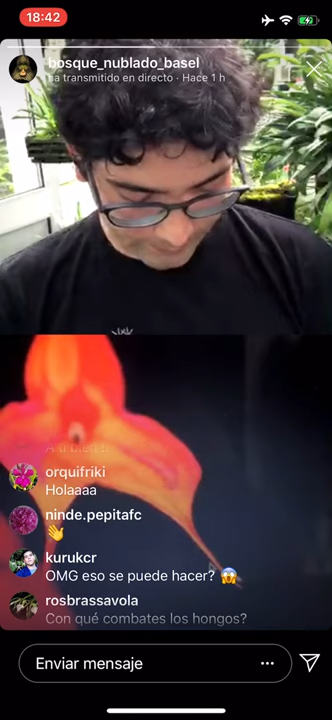 18:42
bosque_nublado_basel
ha transmitido en directo · Hace 1 h
orquifriki
Holaaaa
ninde.pepitafc
👋
kurukcr
OMG eso se puede hacer? 😱
rosbrassavola
Con qué combates los hongos?
Enviar mensaje